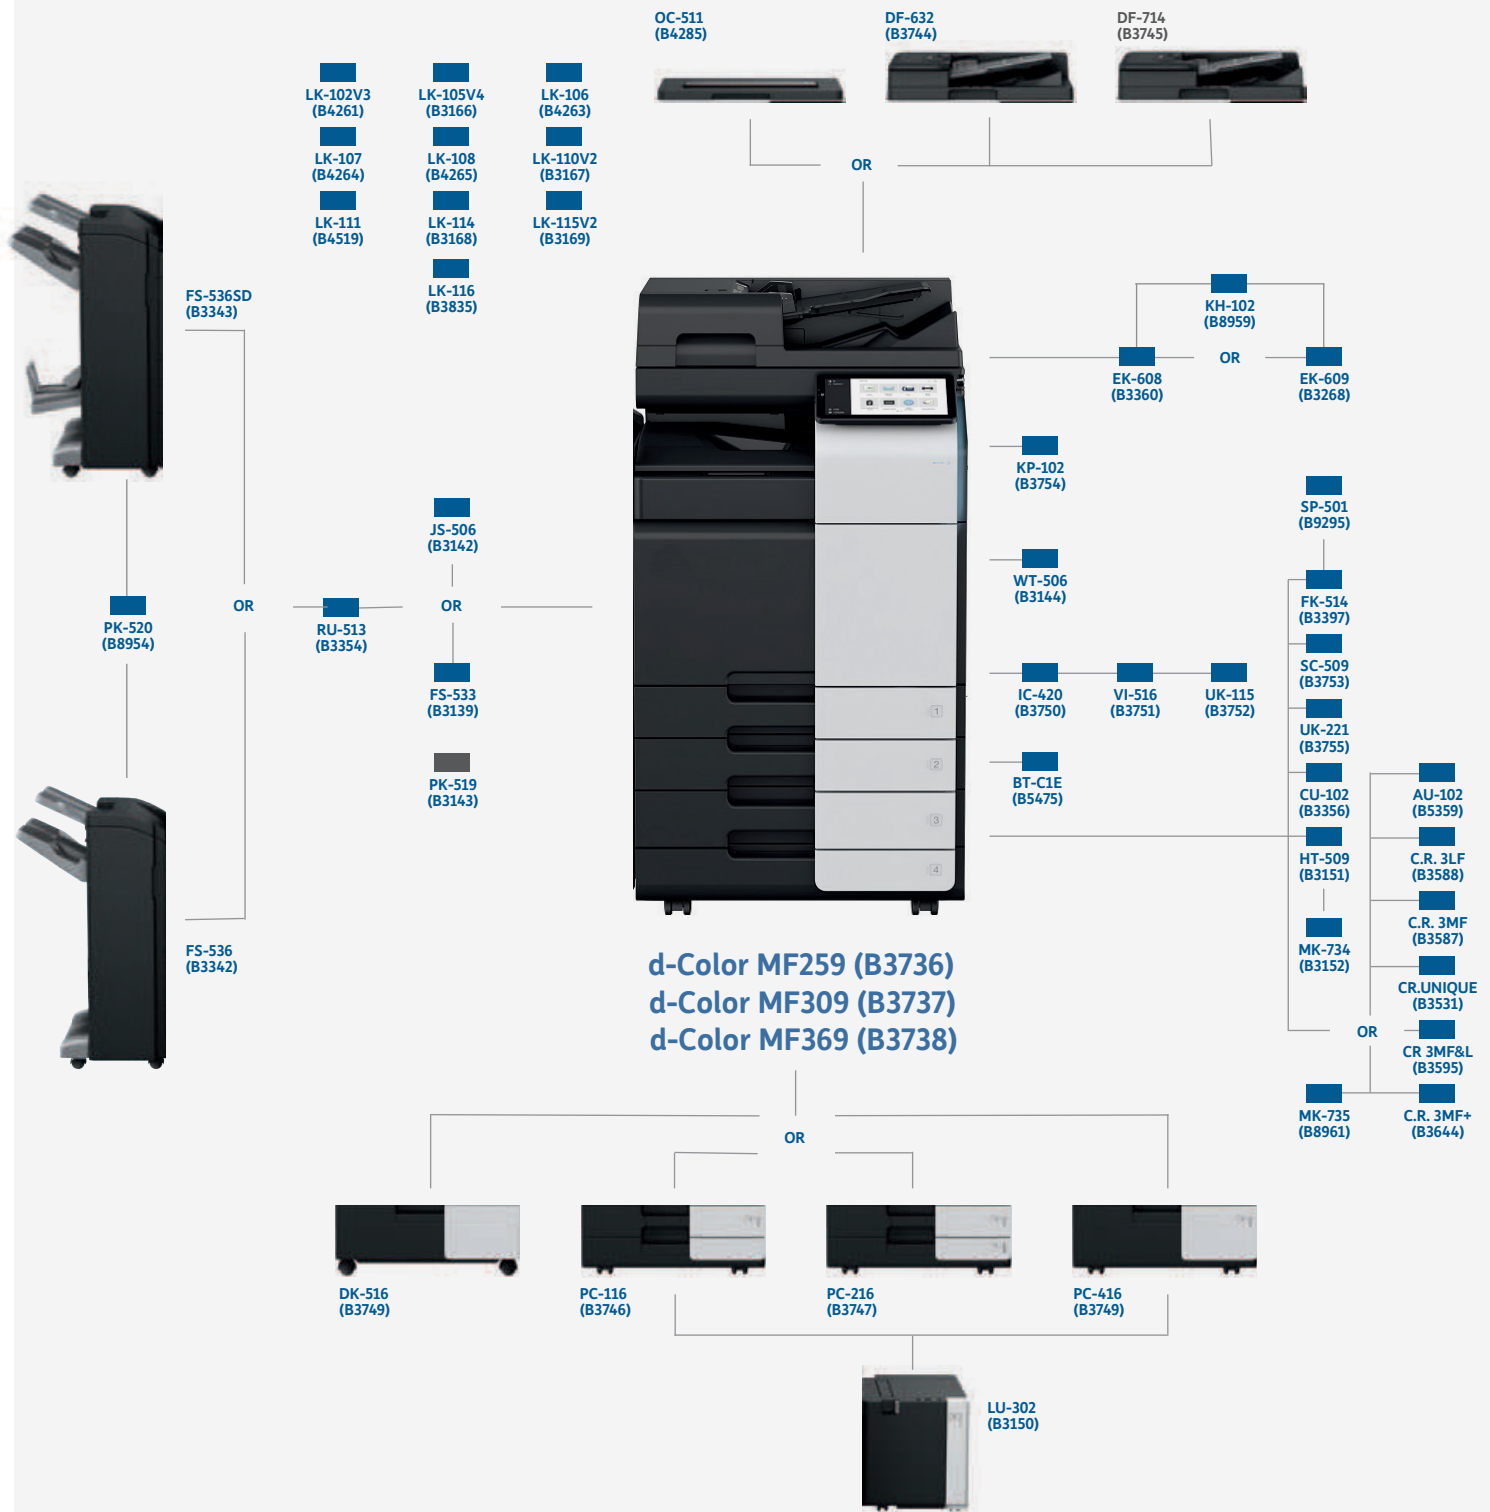 OC-511
(B4285)
DF-632
(B3744)
DF-714
(B3745)
LK-102V3
(B4261)
LK-105V4
(B3166)
LK-106
(B4263)
LK-107
(B4264)
LK-108
(B4265)
LK-110V2
(B3167)
LK-111
(B4519)
LK-114
(B3168)
LK-115V2
(B3169)
LK-116
(B3835)
OR
FS-536SD
(B3343)
KH-102
(B8959)
EK-608
(B3360)
OR
EK-609
(B3268)
KP-102
(B3754)
SP-501
(B9295)
JS-506
(B3142)
WT-506
(B3144)
FK-514
(B3397)
PK-520
(B8954)
OR
RU-513
(B3354)
OR
SC-509
(B3753)
FS-533
(B3139)
IC-420
(B3750)
VI-516
(B3751)
UK-115
(B3752)
UK-221
(B3755)
PK-519
(B3143)
BT-C1E
(B5475)
CU-102
(B3356)
AU-102
(B5359)
HT-509
(B3151)
C.R. 3LF
(B3588)
C.R. 3MF
(B3587)
MK-734
(B3152)
CR.UNIQUE
(B3531)
OR
CR 3MF&L
(B3595)
MK-735
(B8961)
C.R. 3MF+
(B3644)
1
2
3
4
FS-536
(B3342)
d-Color MF259 (B3736)
d-Color MF309 (B3737)
d-Color MF369 (B3738)
OR
DK-516
(B3749)
PC-116
(B3746)
PC-216
(B3747)
PC-416
(B3749)
LU-302
(B3150)